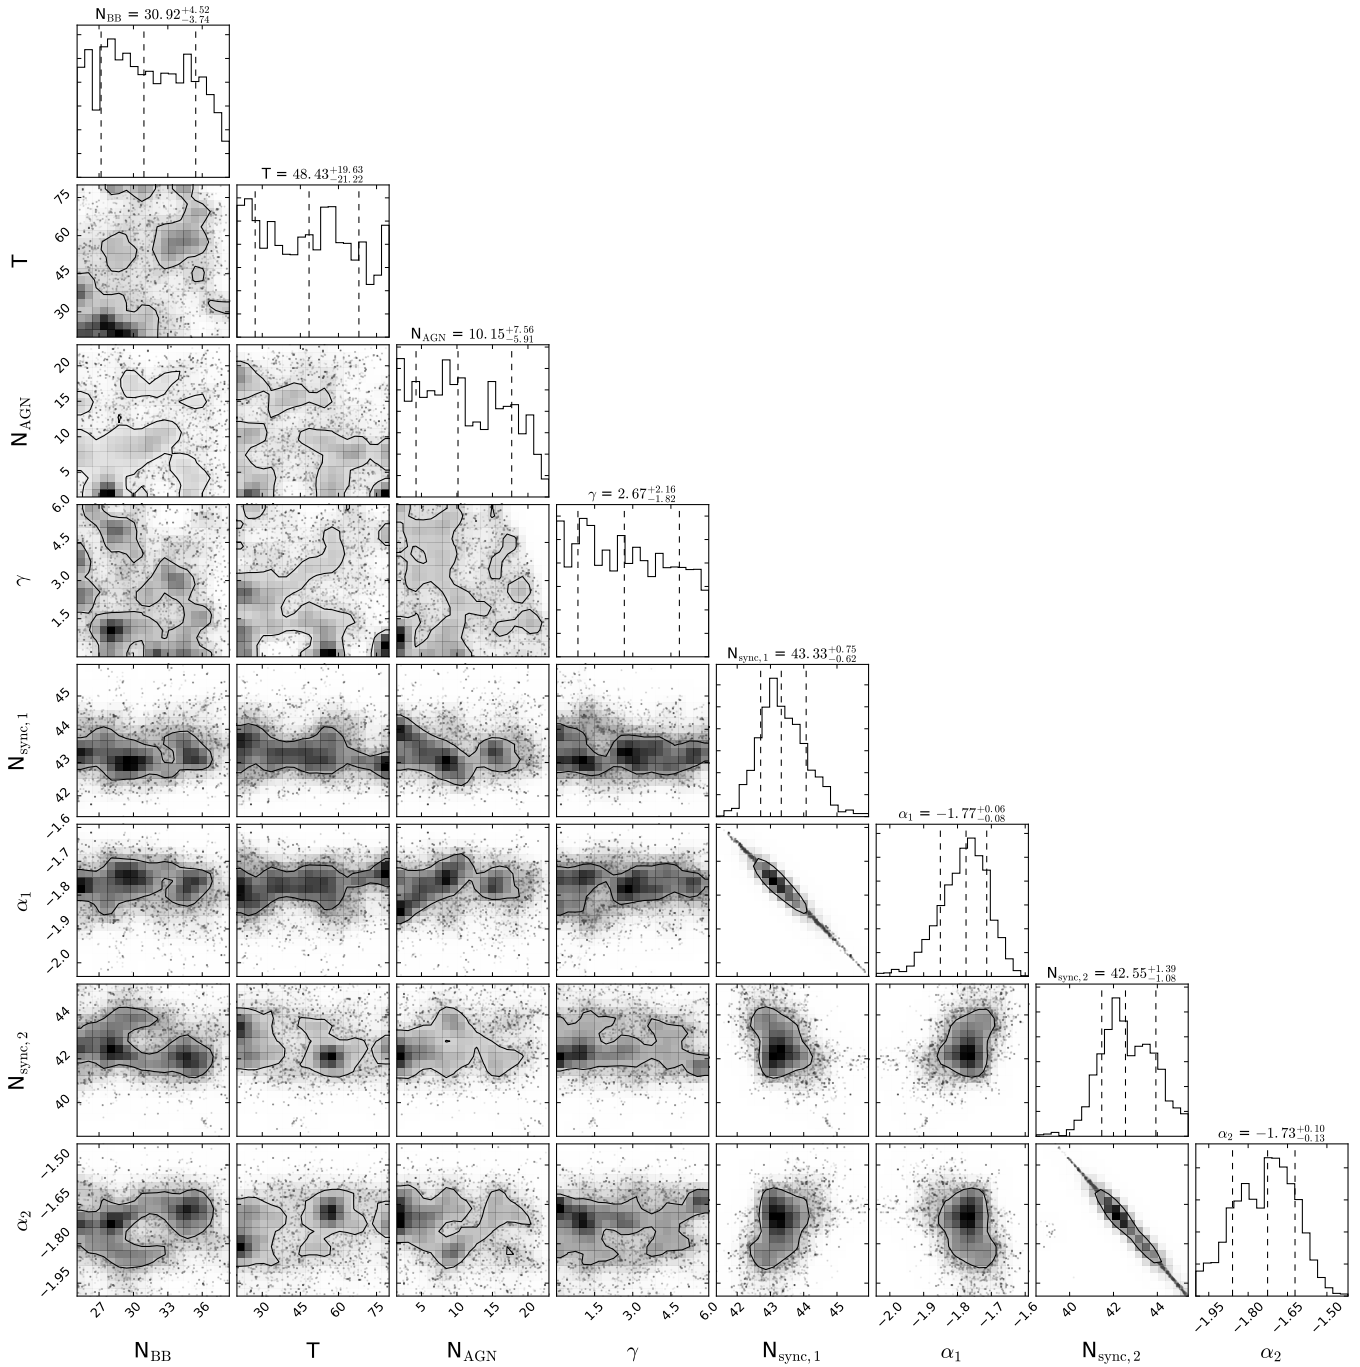 N_BB = 30.92^{+4.52}_{−3.74}
T = 48.43^{+19.63}_{−21.22}
75
60
45
30
T
N_AGN = 10.15^{+7.56}_{−5.91}
20
15
10
5
N_AGN
γ = 2.67^{+2.16}_{−1.82}
6.0
4.5
3.0
1.5
γ
N_sync,1 = 43.33^{+0.75}_{−0.62}
45
44
43
42
N_sync,1
α_1 = −1.77^{+0.06}_{−0.08}
−1.6
−1.7
−1.8
−1.9
−2.0
α_1
N_sync,2 = 42.55^{+1.39}_{−1.08}
44
42
40
N_sync,2
α_2 = −1.73^{+0.10}_{−0.13}
−1.50
−1.65
−1.80
−1.95
α_2
27 30 33 36 30 45 60 75 5 10 15 20 1.5 3.0 4.5 6.0 42 43 44 45 −2.0 −1.9 −1.8 −1.7 −1.6 40 42 44 −1.95 −1.80 −1.65 −1.50
N_BB T N_AGN γ N_sync,1 α_1 N_sync,2 α_2